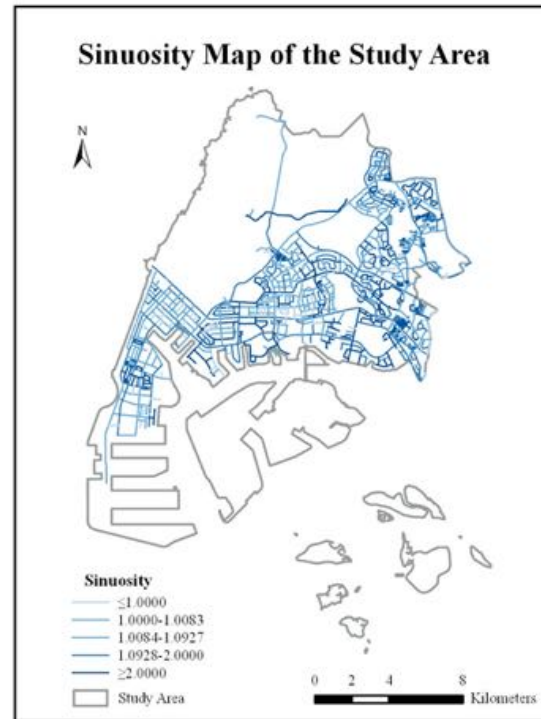 Sinuosity Map of the Study Area
N
Sinuosity
≤1.0000
1.0000-1.0083
1.0084-1.0927
1.0928-2.0000
≥2.0000
Study Area
0 2 4 8
Kilometers